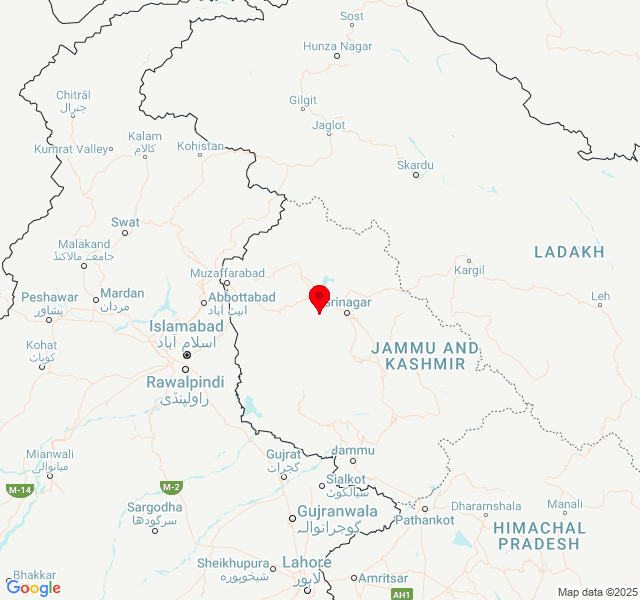 Sost
Hunza Nagar
Chitrāl
چترال
Gilgit
Jaglot
Kalam
كالام
Kumrat Valley
Kohistan
Skardu
Swat
Malakand
جامعہ مالاکنڈ
LADAKH
Kargil
Muzaffarabad
Leh
Mardan
مردان
Abbottabad
ایبٹ آباد
Peshawar
پشاور
Srinagar
Islamabad
اسلام آباد
Kohat
کوہاٹ
JAMMU AND
KASHMIR
Rawalpindi
راولپنڈی
Mianwali
میانوالی
Gujrat
گجرات
Jammu
Sialkot
سیالکوٹ
M-14
M-2
Sargodha
سرگودھا
Gujranwala
گوجرانوالہ
Pathankot
Dharamshala
Manali
HIMACHAL
PRADESH
Sheikhupura
شیخوپورہ
Lahore
لاہور
Bhakkar
Amritsar
AH1
Google
Map data ©2025